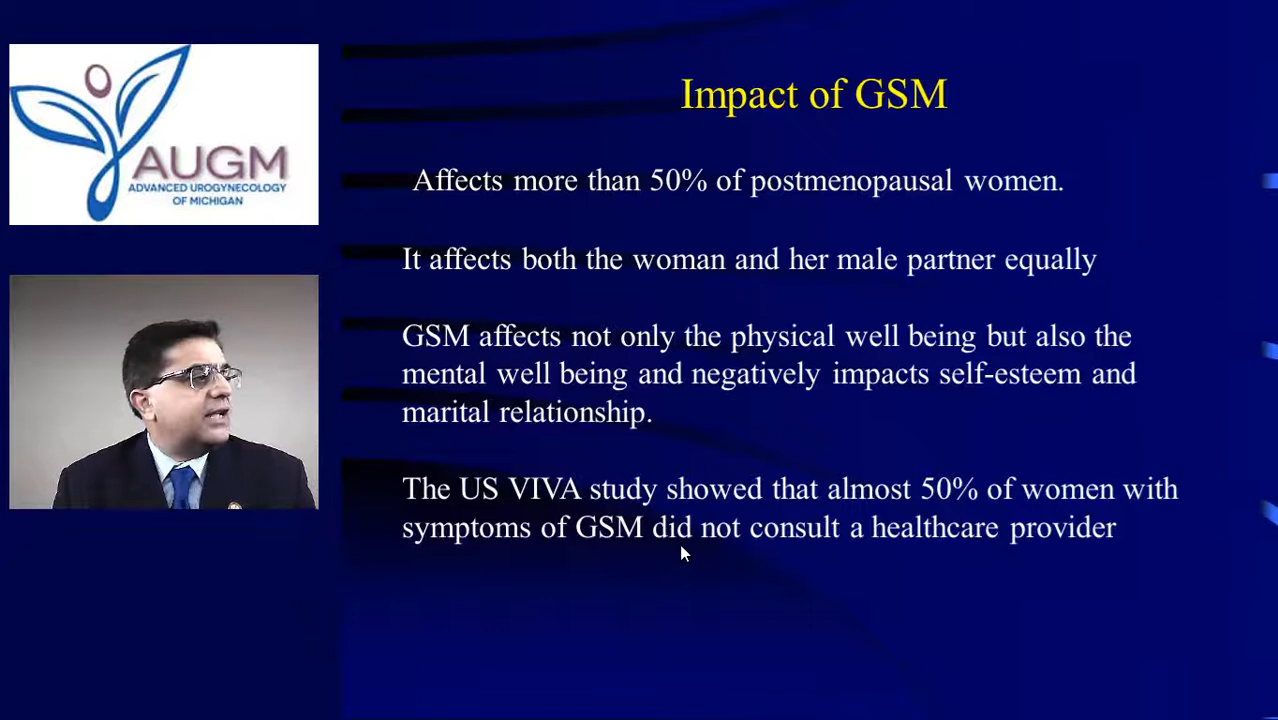 AUGM
ADVANCED UROGYNECOLOGY
OF MICHIGAN
Impact of GSM
Affects more than 50% of postmenopausal women.
It affects both the woman and her male partner equally
GSM affects not only the physical well being but also the
mental well being and negatively impacts self-esteem and
marital relationship.
The US VIVA study showed that almost 50% of women with
symptoms of GSM did not consult a healthcare provider